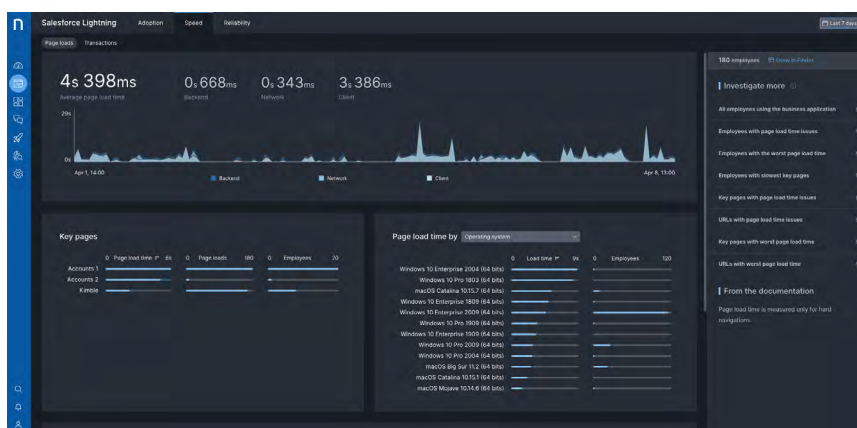 n
Salesforce Lightning Adoption Speed Reliability Last 7 days
Page loads Transactions
4s 398ms 0s 668ms 0s 343ms 3s 386ms
Average page load time Backend Network Client
29s
0s
Apr 1, 14:00 Apr 8, 13:00
Backend Network Client
180 employees Show in Finder
Investigate more
All employees using the business application
Employees with page load time issues
Employees with the worst page load time
Employees with slowest key pages
Key pages with page load time issues
URLs with page load time issues
Key pages with worst page load time
URLs with worst page load time
From the documentation
Page load time is measured only for hard
navigations.
Key pages
0 Page load time 6s 0 Page loads 180 0 Employees 20
Accounts 1
Accounts 2
Kimble
Page load time by Operating system
0 Load time 9s 0 Employees 120
Windows 10 Enterprise 2004 (64 bits)
Windows 10 Pro 1803 (64 bits)
macOS Catalina 10.15.7 (64 bits)
Windows 10 Enterprise 1809 (64 bits)
Windows 10 Enterprise 2009 (64 bits)
Windows 10 Pro 1909 (64 bits)
Windows 10 Enterprise 1909 (64 bits)
Windows 10 Pro 2009 (64 bits)
Windows 10 Pro 2004 (64 bits)
macOS Big Sur 11.2 (64 bits)
macOS Catalina 10.15.1 (64 bits)
macOS Mojave 10.14.6 (64 bits)